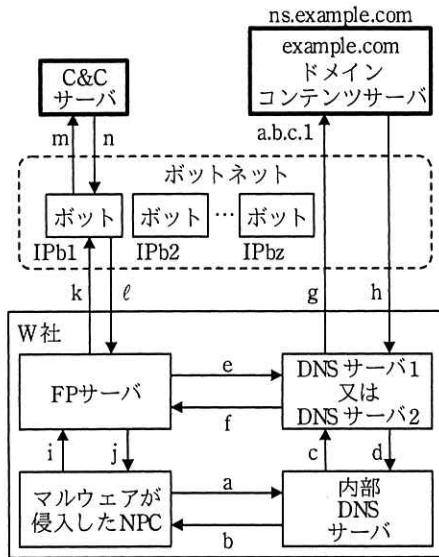 ns.example.com
example.com
ドメイン
コンテンツサーバ
C&C
サーバ
m
n
a.b.c.1
ボットネット
ボット
ボット
…
ボット
IPb1
IPb2
IPbz
k
ℓ
g
h
W社
FPサーバ
e
f
DNSサーバ1
又は
DNSサーバ2
i
j
c
d
マルウェアが
侵入したNPC
a
b
内部
DNS
サーバ